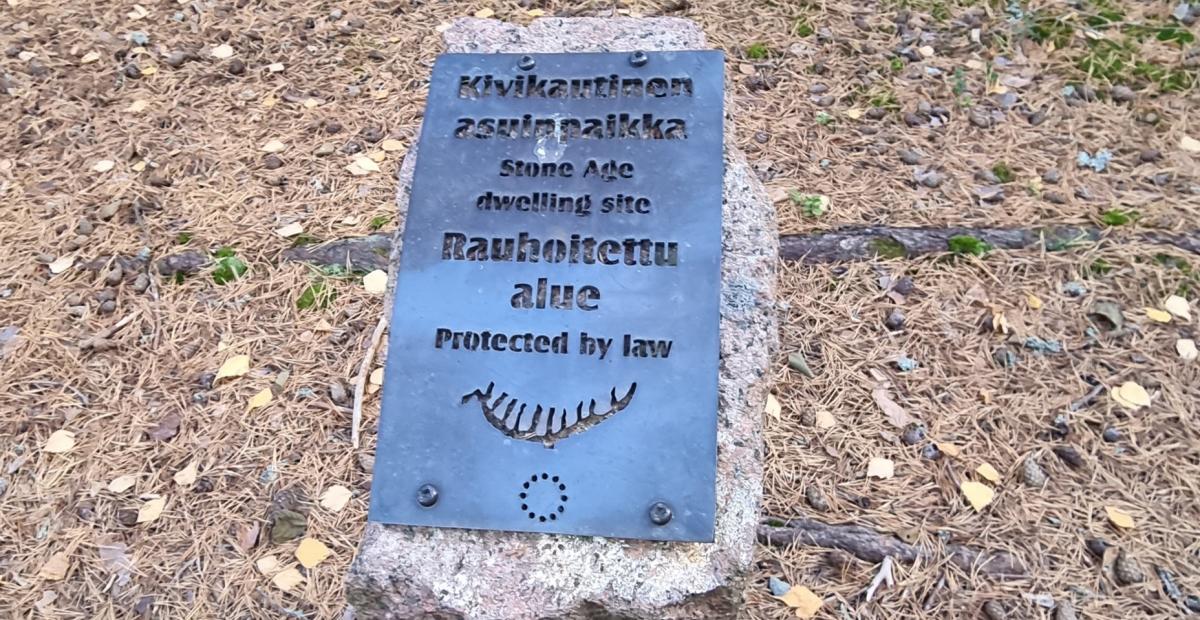 Kivikautinen
asuinpaikka
Stone Age
dwelling site
Rauhoitettu
alue
Protected by law